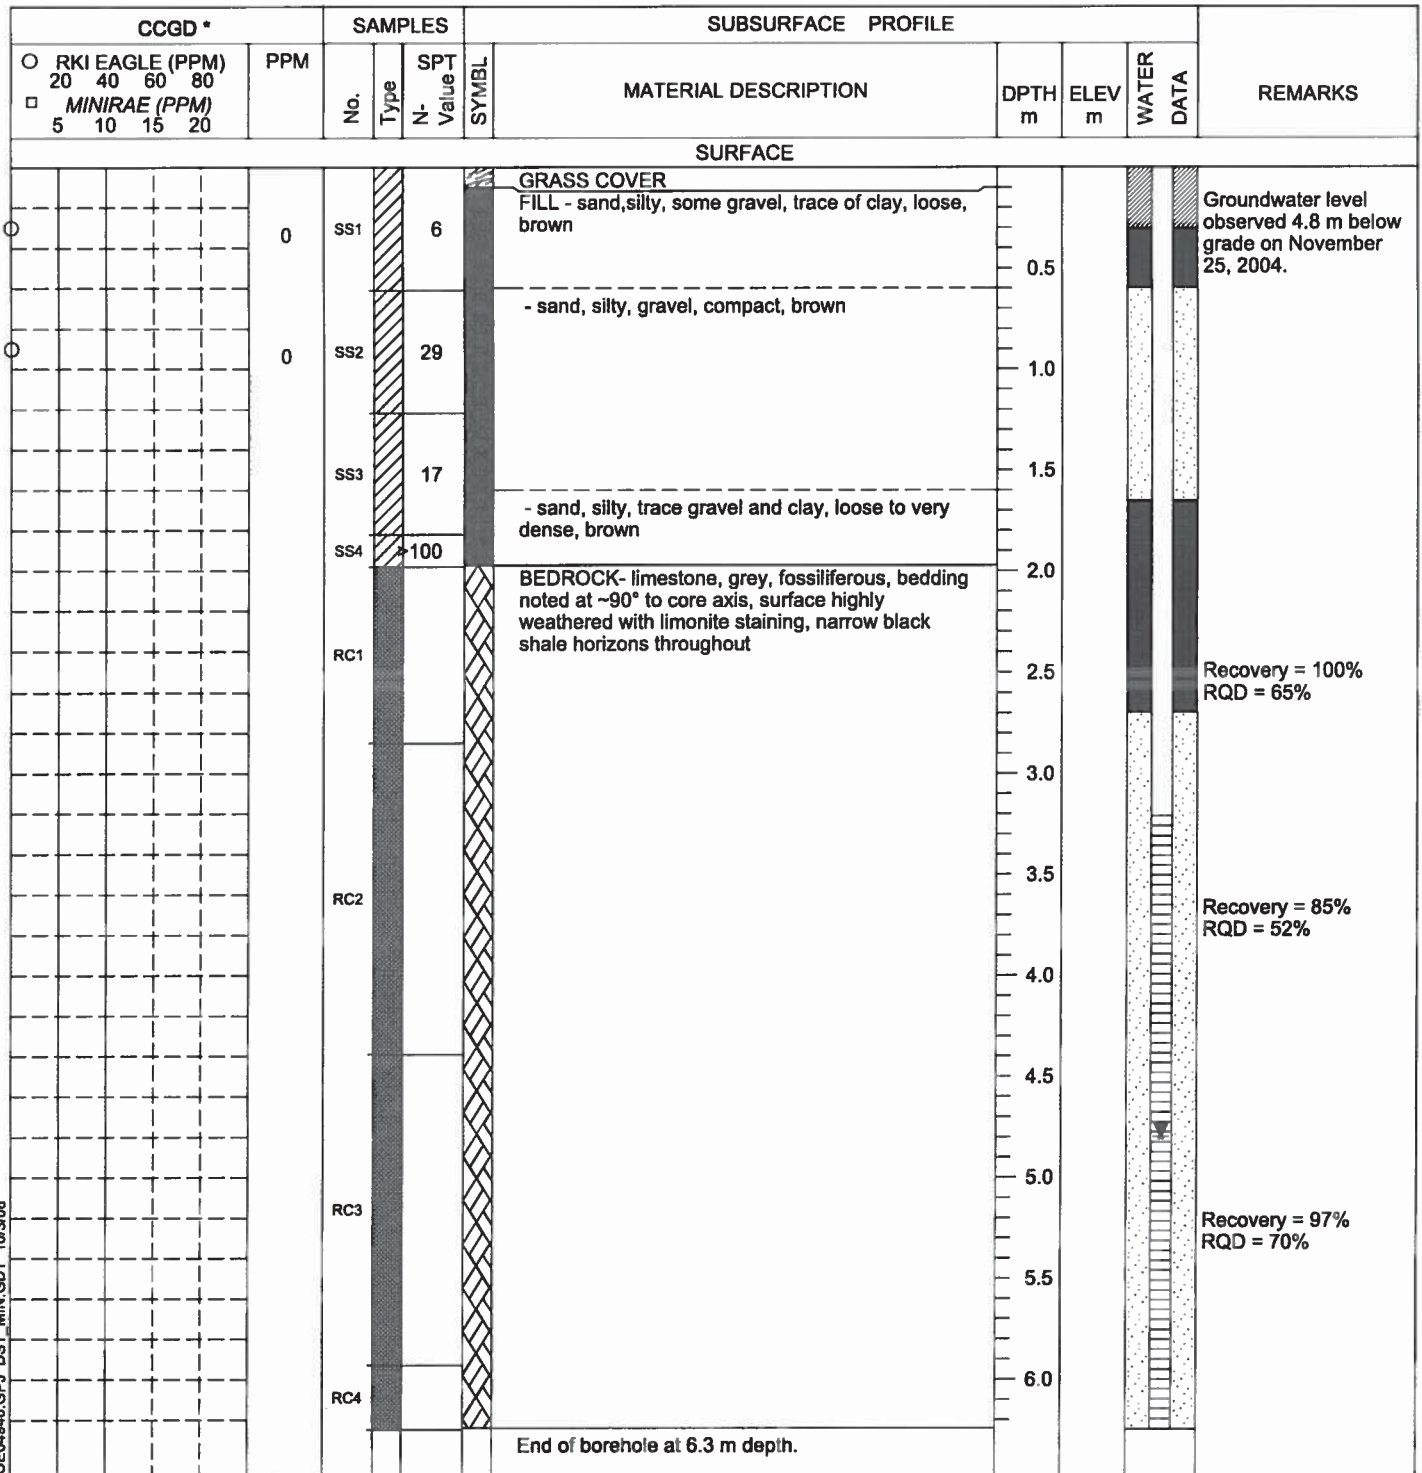 CCGD *
SAMPLES
SUBSURFACE PROFILE
RKI EAGLE (PPM)
20 40 60 80
MINIRAE (PPM)
5 10 15 20
PPM
No.
Type
SPT
N-
Value
SYMBL
MATERIAL DESCRIPTION
DPTH
m
ELEV
m
WATER
DATA
REMARKS
SURFACE
GRASS COVER
FILL - sand,silty, some gravel, trace of clay, loose,
brown
Groundwater level
observed 4.8 m below
grade on November
25, 2004.
0
SS1
6
0.5
- sand, silty, gravel, compact, brown
0
SS2
29
1.0
SS3
17
1.5
- sand, silty, trace gravel and clay, loose to very
dense, brown
SS4
>100
BEDROCK- limestone, grey, fossiliferous, bedding
noted at ~90° to core axis, surface highly
weathered with limonite staining, narrow black
shale horizons throughout
2.0
RC1
2.5
Recovery = 100%
RQD = 65%
3.0
3.5
RC2
Recovery = 85%
RQD = 52%
4.0
4.5
5.0
RC3
Recovery = 97%
RQD = 70%
5.5
6.0
RC4
End of borehole at 6.3 m depth.